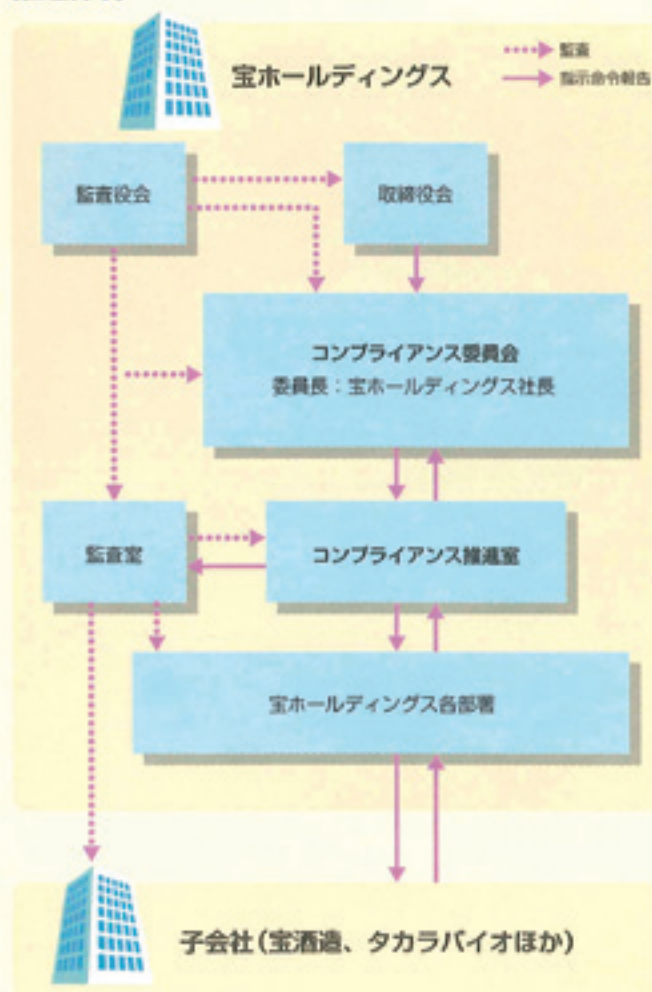 宝ホールディングス
監査
指示命令報告
監査役会
取締役会
コンプライアンス委員会
委員長：宝ホールディングス社長
監査室
コンプライアンス推進室
宝ホールディングス各部署
子会社（宝酒造、タカラバイオほか）